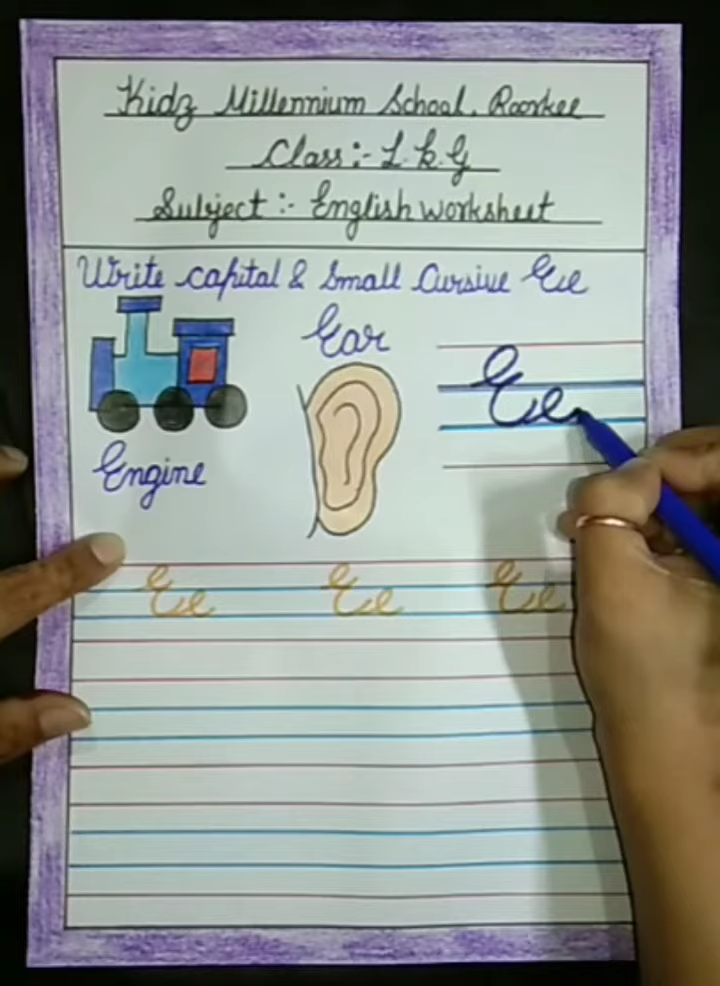 Kidz Millennium School, Roorkee
Class:- L.K.G
Subject:- English worksheet
Write capital & Small Cursive Ee
Ear
Ee
Engine
Ee Ee Ee